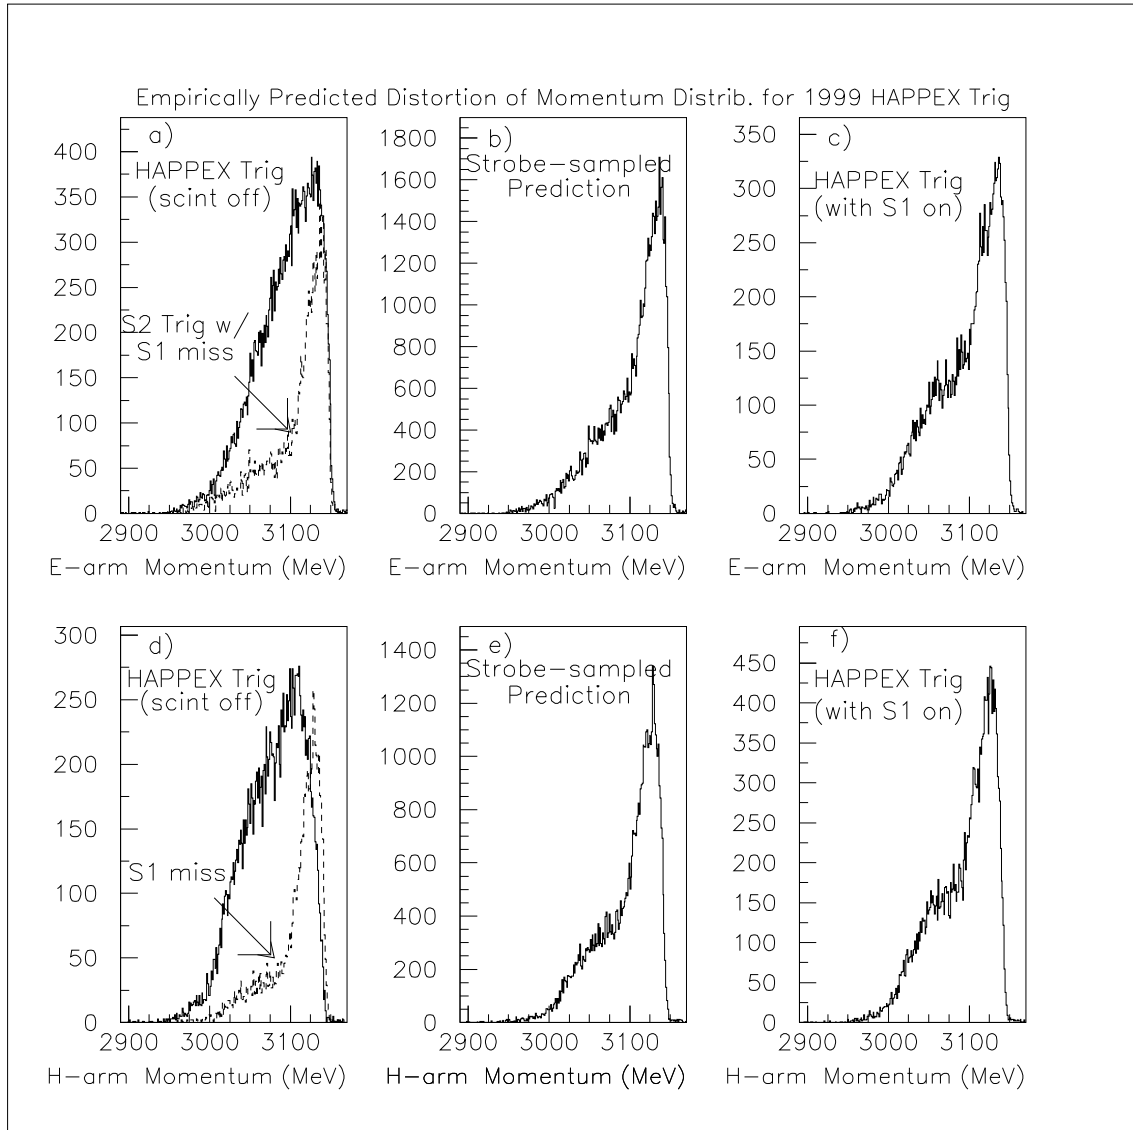 Empirically Predicted Distortion of Momentum Distrib. for 1999 HAPPEX Trig
a)
HAPPEX Trig
(scint off)
S2 Trig w/
S1 miss
400
350
300
250
200
150
100
50
0
2900 3000 3100
E-arm Momentum (MeV)
b)
Strobe-sampled
Prediction
1800
1600
1400
1200
1000
800
600
400
200
0
2900 3000 3100
E-arm Momentum (MeV)
c)
HAPPEX Trig
(with S1 on)
350
300
250
200
150
100
50
0
2900 3000 3100
E-arm Momentum (MeV)
d)
HAPPEX Trig
(scint off)
S1 miss
300
250
200
150
100
50
0
2900 3000 3100
H-arm Momentum (MeV)
e)
Strobe-sampled
Prediction
1400
1200
1000
800
600
400
200
0
2900 3000 3100
H-arm Momentum (MeV)
f)
HAPPEX Trig
(with S1 on)
450
400
350
300
250
200
150
100
50
0
2900 3000 3100
H-arm Momentum (MeV)